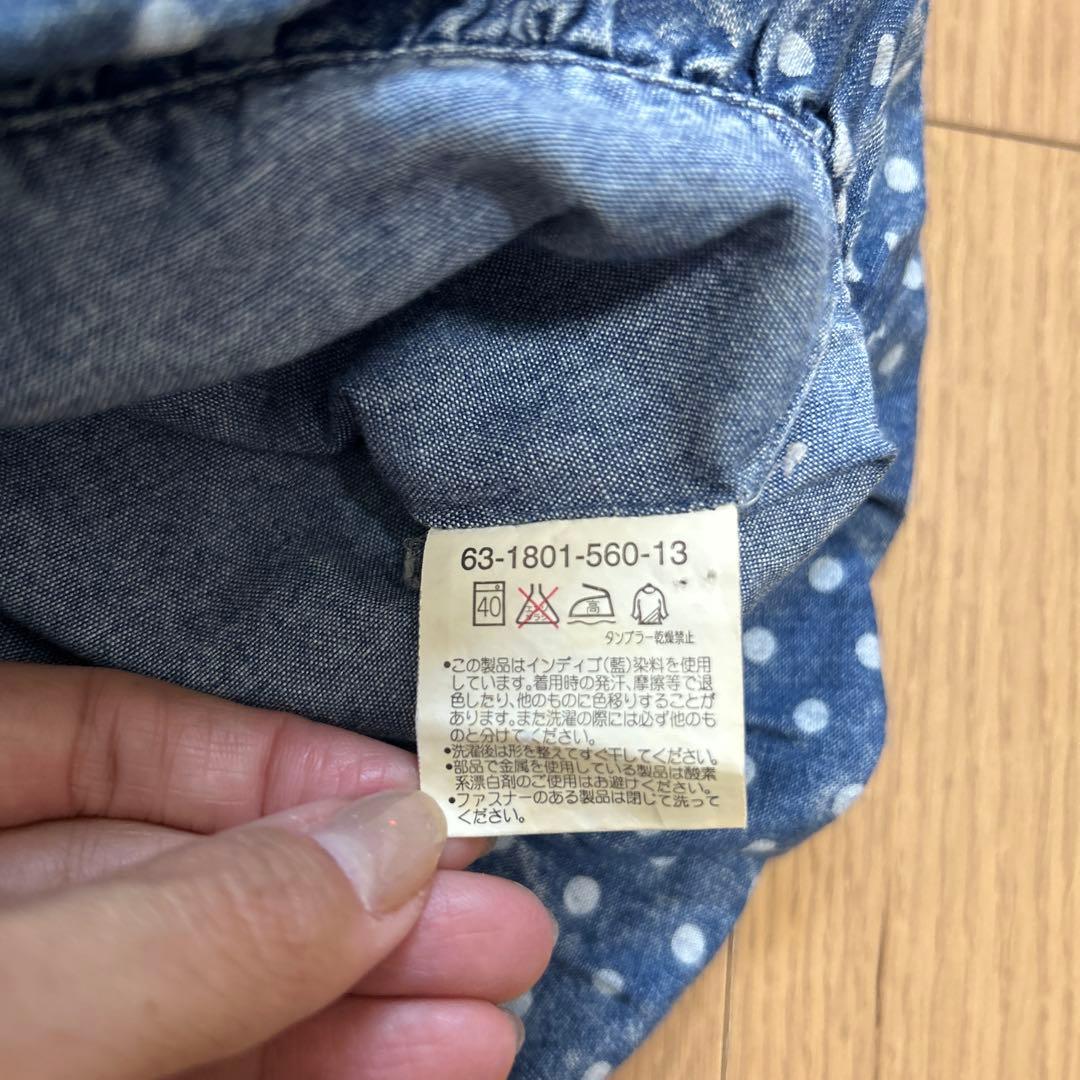 63-1801-560-13
40 エンソ サラシ 高
タンブラー乾燥禁止
•この製品はインディゴ(藍)染料を使用
しています。着用時の発汗、摩擦等で退
色したり、他のものに色移りすることが
あります。また洗濯の際には必ず他のも
のと分けてください。
•洗濯後は形を整えてすぐ干してください。
•部品で金属を使用している製品は酸素
系漂白剤のご使用はお避けください。
•ファスナーのある製品は閉じて洗って
ください。